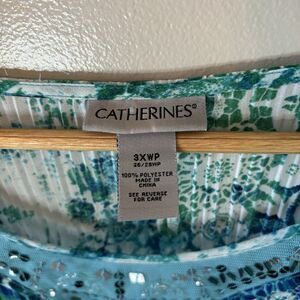 CATHERINES®
3XWP
26/28WP
100% POLYESTER
MADE IN
CHINA
SEE REVERSE
FOR CARE